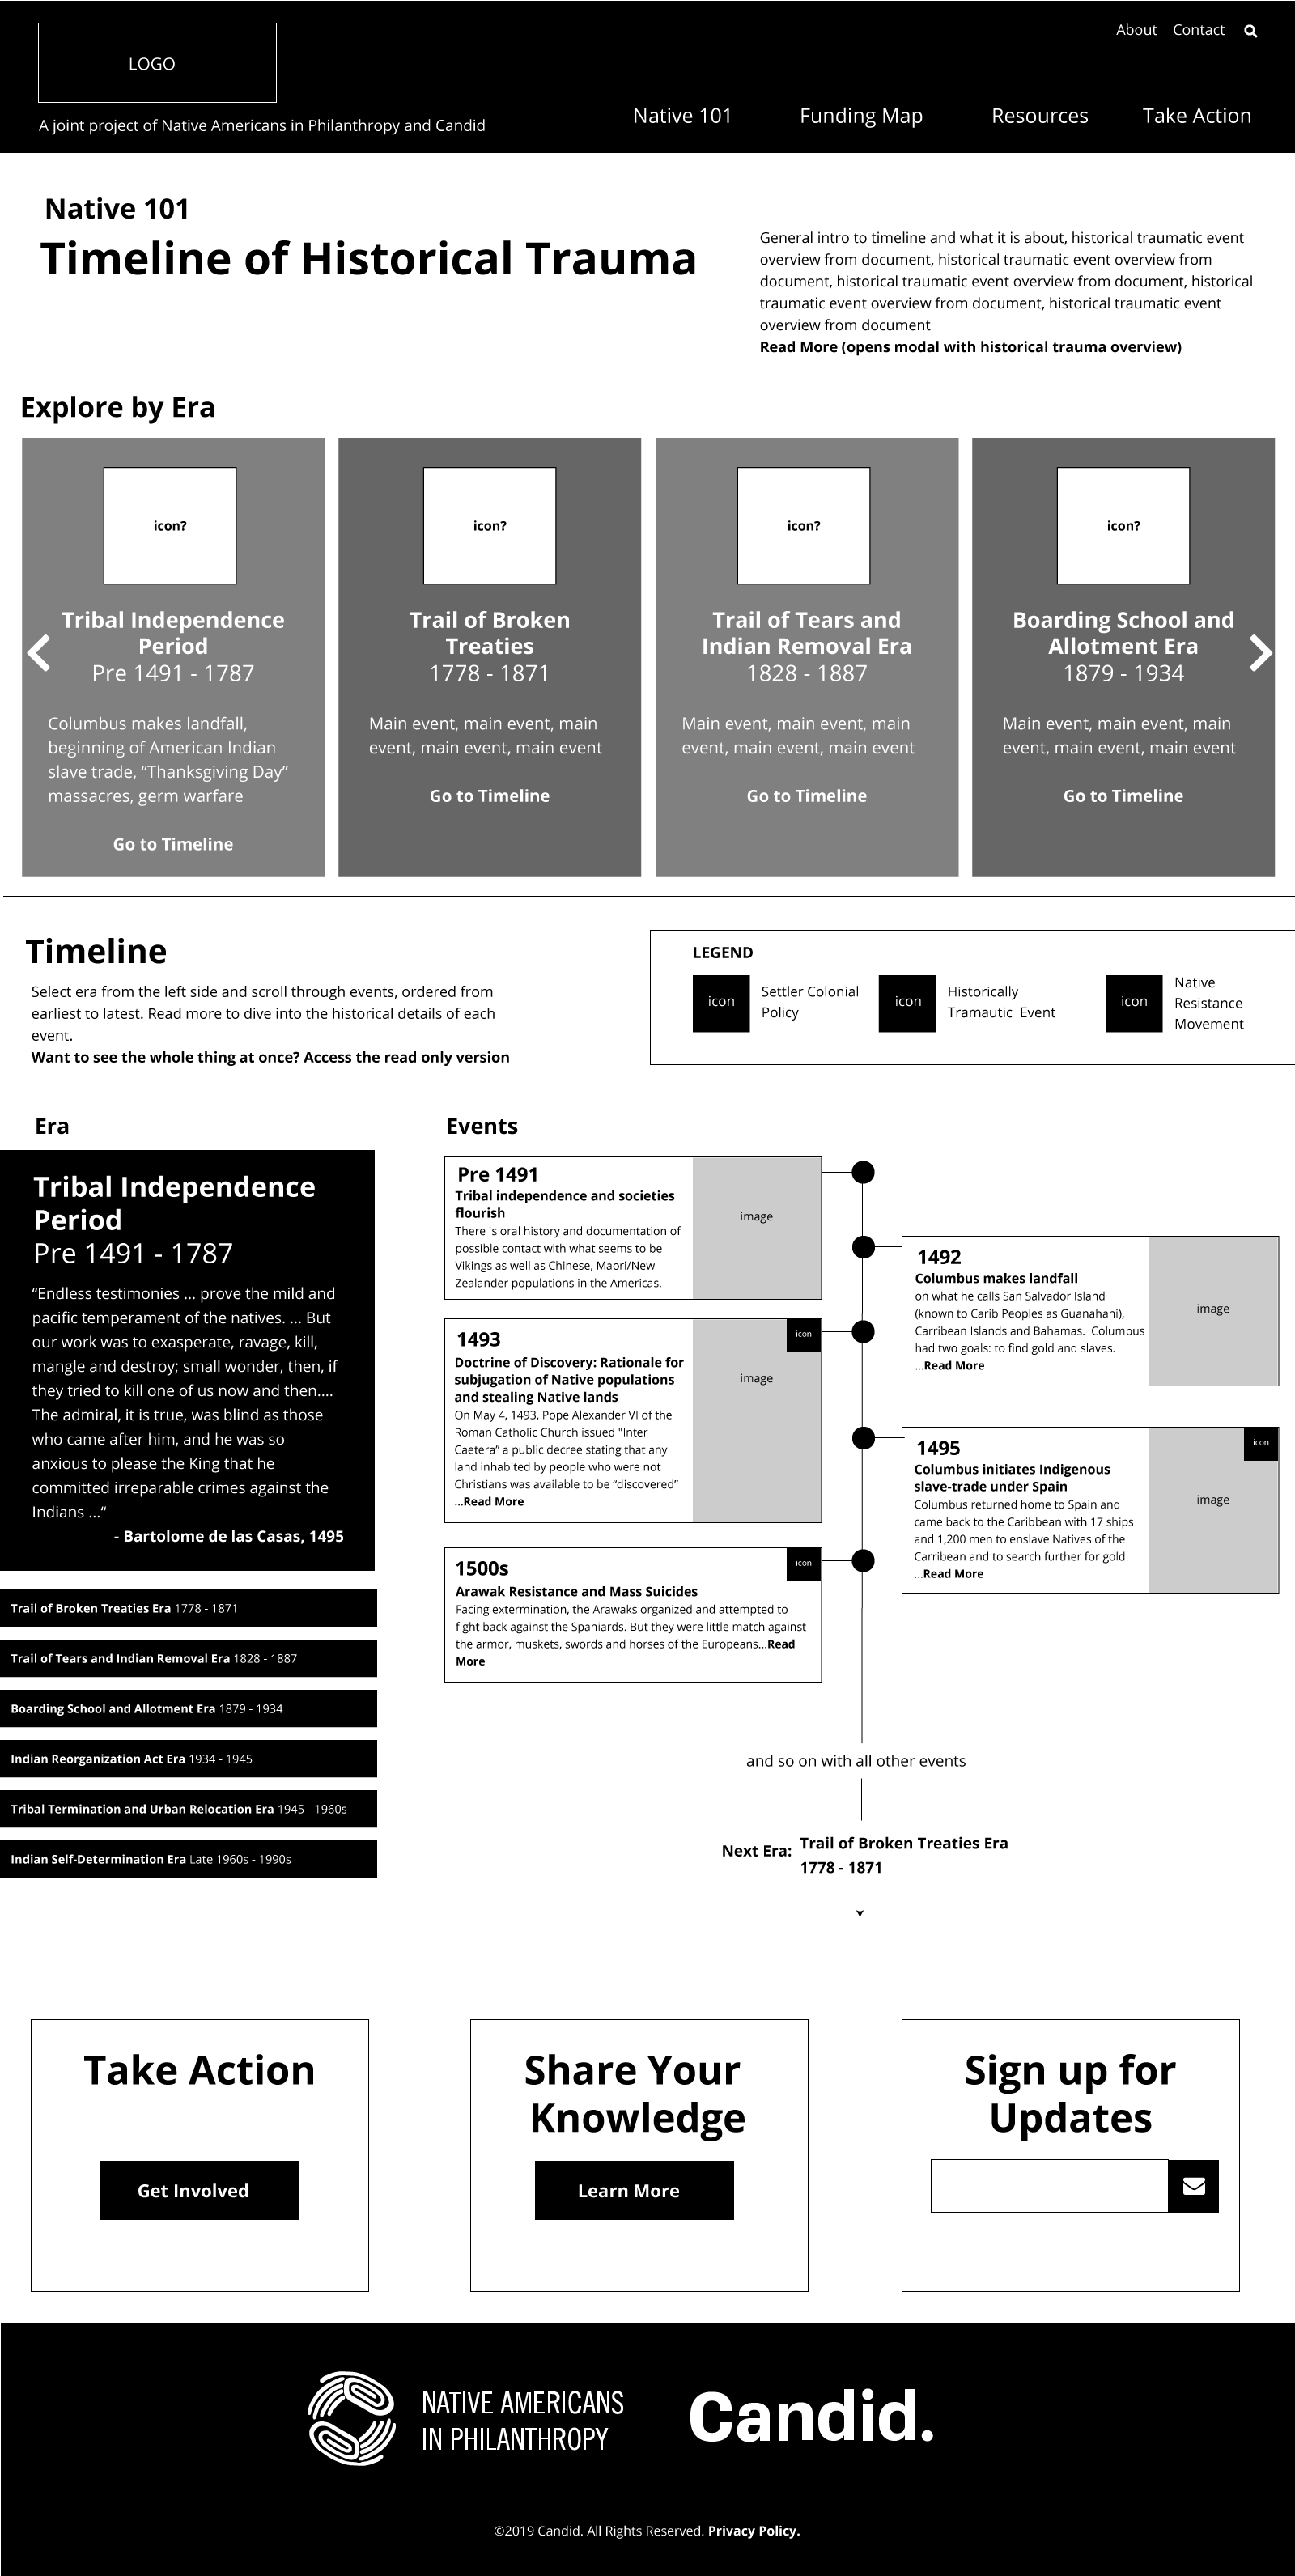 LOGO
A joint project of Native Americans in Philanthropy and Candid
About | Contact
Native 101 Funding Map Resources Take Action
Native 101
Timeline of Historical Trauma
General intro to timeline and what it is about, historical traumatic event
overview from document, historical traumatic event overview from
document, historical traumatic event overview from document, historical
traumatic event overview from document, historical traumatic event
overview from document
Read More (opens modal with historical trauma overview)
Explore by Era
icon?
Tribal Independence
Period
Pre 1491 - 1787
Columbus makes landfall,
beginning of American Indian
slave trade, “Thanksgiving Day”
massacres, germ warfare
Go to Timeline
icon?
Trail of Broken
Treaties
1778 - 1871
Main event, main event, main
event, main event, main event
Go to Timeline
icon?
Trail of Tears and
Indian Removal Era
1828 - 1887
Main event, main event, main
event, main event, main event
Go to Timeline
icon?
Boarding School and
Allotment Era
1879 - 1934
Main event, main event, main
event, main event, main event
Go to Timeline
Timeline
Select era from the left side and scroll through events, ordered from
earliest to latest. Read more to dive into the historical details of each
event.
Want to see the whole thing at once? Access the read only version
LEGEND
icon
Settler Colonial
Policy
icon
Historically
Tramautic Event
icon
Native
Resistance
Movement
Era
Tribal Independence
Period
Pre 1491 - 1787
“Endless testimonies ... prove the mild and
pacific temperament of the natives. ... But
our work was to exasperate, ravage, kill,
mangle and destroy; small wonder, then, if
they tried to kill one of us now and then....
The admiral, it is true, was blind as those
who came after him, and he was so
anxious to please the King that he
committed irreparable crimes against the
Indians ...“
- Bartolome de las Casas, 1495
Trail of Broken Treaties Era 1778 - 1871
Trail of Tears and Indian Removal Era 1828 - 1887
Boarding School and Allotment Era 1879 - 1934
Indian Reorganization Act Era 1934 - 1945
Tribal Termination and Urban Relocation Era 1945 - 1960s
Indian Self-Determination Era Late 1960s - 1990s
Events
Pre 1491
Tribal independence and societies
flourish
There is oral history and documentation of
possible contact with what seems to be
Vikings as well as Chinese, Maori/New
Zealander populations in the Americas.
image
1492
Columbus makes landfall
on what he calls San Salvador Island
(known to Carib Peoples as Guanahani),
Carribean Islands and Bahamas. Columbus
had two goals: to find gold and slaves.
...Read More
image
1493
Doctrine of Discovery: Rationale for
subjugation of Native populations
and stealing Native lands
On May 4, 1493, Pope Alexander VI of the
Roman Catholic Church issued "Inter
Caetera” a public decree stating that any
land inhabited by people who were not
Christians was available to be “discovered”
...Read More
image
icon
1495
Columbus initiates Indigenous
slave-trade under Spain
Columbus returned home to Spain and
came back to the Caribbean with 17 ships
and 1,200 men to enslave Natives of the
Carribean and to search further for gold.
...Read More
image
icon
1500s
Arawak Resistance and Mass Suicides
Facing extermination, the Arawaks organized and attempted to
fight back against the Spaniards. But they were little match against
the armor, muskets, swords and horses of the Europeans...Read
More
icon
and so on with all other events
Next Era: Trail of Broken Treaties Era
1778 - 1871
Take Action
Get Involved
Share Your
Knowledge
Learn More
Sign up for
Updates
NATIVE AMERICANS
IN PHILANTHROPY
Candid.
©2019 Candid. All Rights Reserved. Privacy Policy.